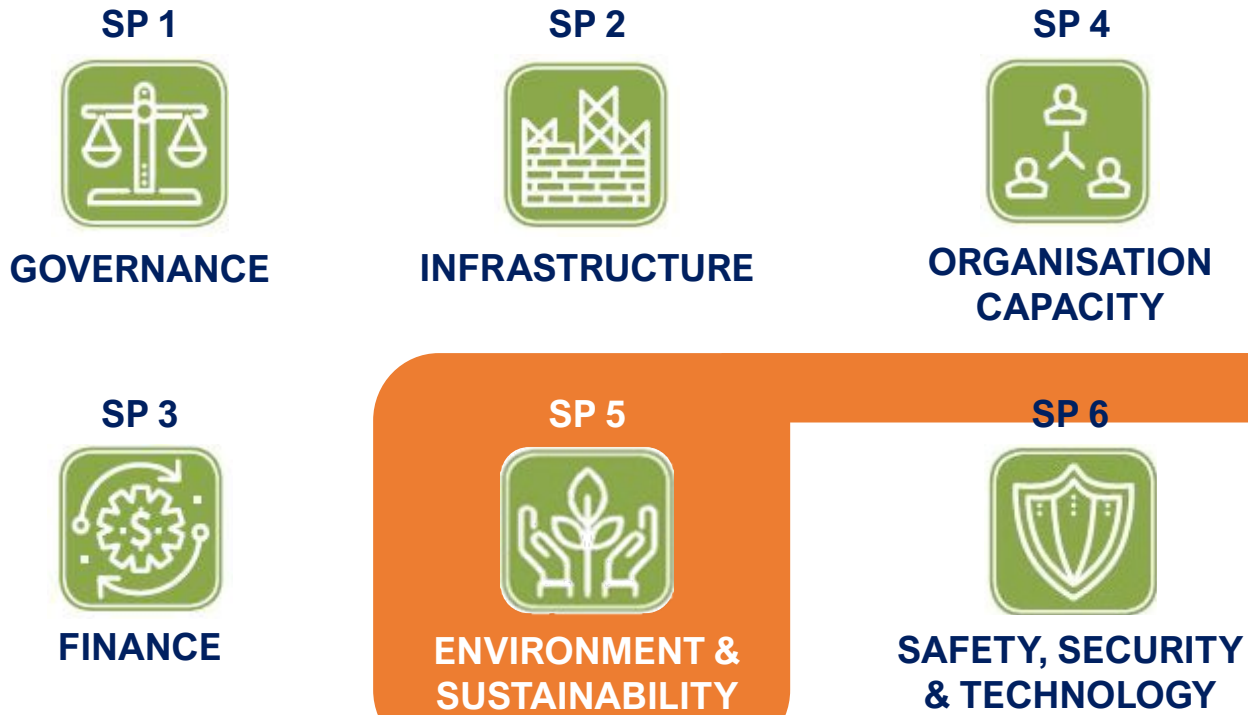 SP 1
GOVERNANCE
SP 2
INFRASTRUCTURE
SP 4
ORGANISATION
CAPACITY
SP 3
$
FINANCE
SP 5
ENVIRONMENT &
SUSTAINABILITY
SP 6
SAFETY, SECURITY
& TECHNOLOGY